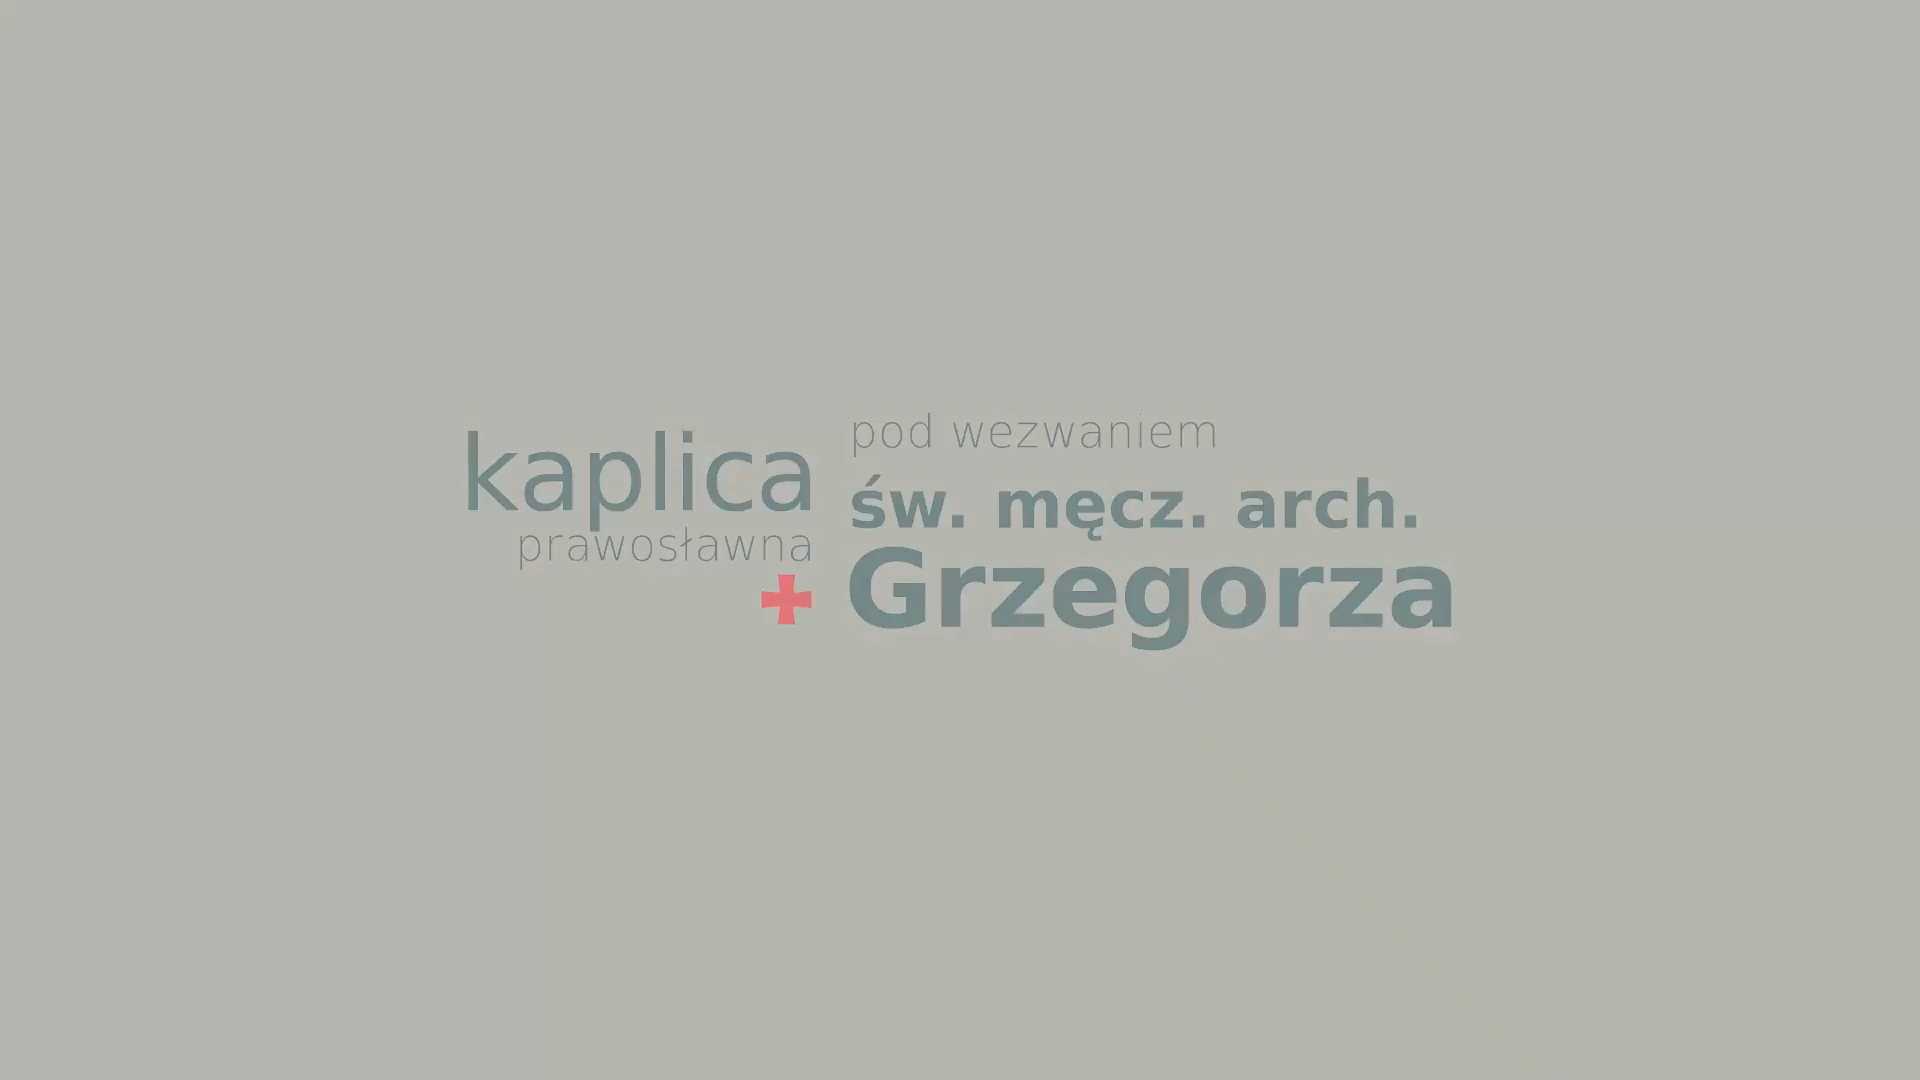 kaplica
prawosławna
pod wezwaniem
św. męcz. arch.
Grzegorza